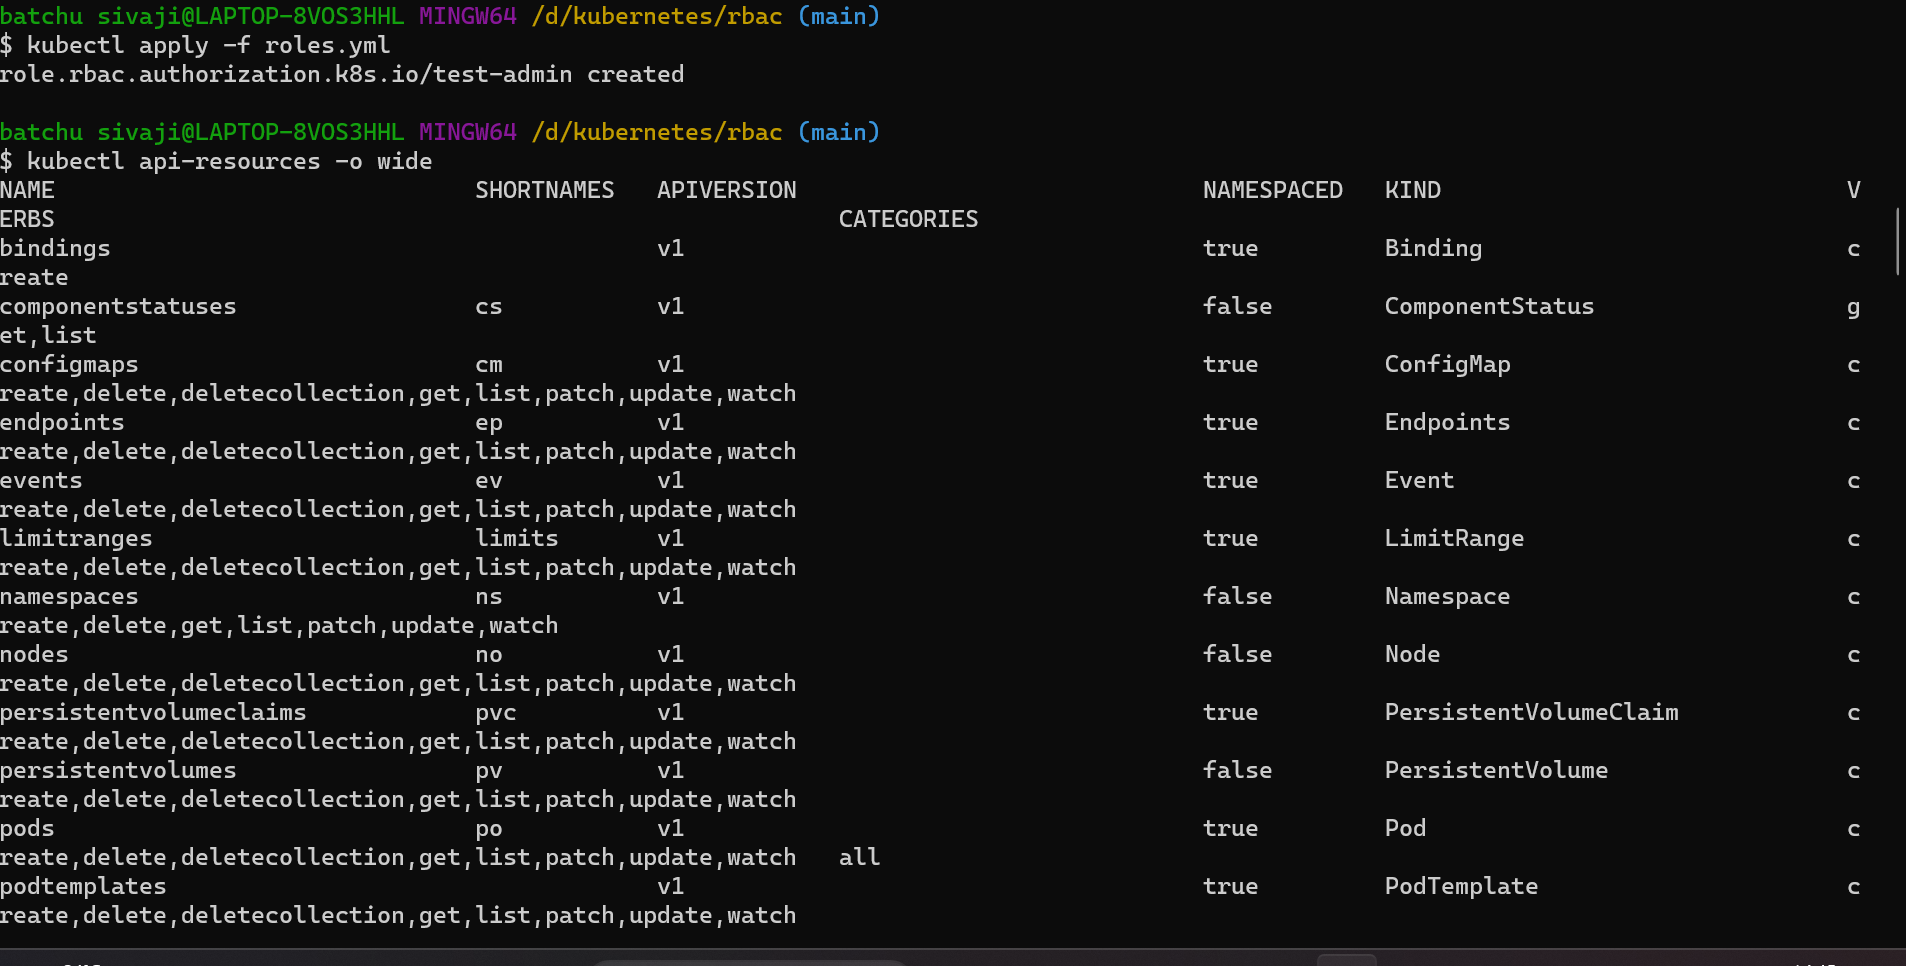 batchu sivaji@LAPTOP-8VOS3HHL MINGW64 /d/kubernetes/rbac (main)
$ kubectl apply -f roles.yml
role.rbac.authorization.k8s.io/test-admin created
batchu sivaji@LAPTOP-8VOS3HHL MINGW64 /d/kubernetes/rbac (main)
$ kubectl api-resources -o wide
NAME SHORTNAMES APIVERSION NAMESPACED KIND V
ERBS CATEGORIES
bindings v1 true Binding c
reate
componentstatuses cs v1 false ComponentStatus g
et,list
configmaps cm v1 true ConfigMap c
reate,delete,deletecollection,get,list,patch,update,watch
endpoints ep v1 true Endpoints c
reate,delete,deletecollection,get,list,patch,update,watch
events ev v1 true Event c
reate,delete,deletecollection,get,list,patch,update,watch
limitranges limits v1 true LimitRange c
reate,delete,deletecollection,get,list,patch,update,watch
namespaces ns v1 false Namespace c
reate,delete,get,list,patch,update,watch
nodes no v1 false Node c
reate,delete,deletecollection,get,list,patch,update,watch
persistentvolumeclaims pvc v1 true PersistentVolumeClaim c
reate,delete,deletecollection,get,list,patch,update,watch
persistentvolumes pv v1 false PersistentVolume c
reate,delete,deletecollection,get,list,patch,update,watch
pods po v1 true Pod c
reate,delete,deletecollection,get,list,patch,update,watch all
podtemplates v1 true PodTemplate c
reate,delete,deletecollection,get,list,patch,update,watch